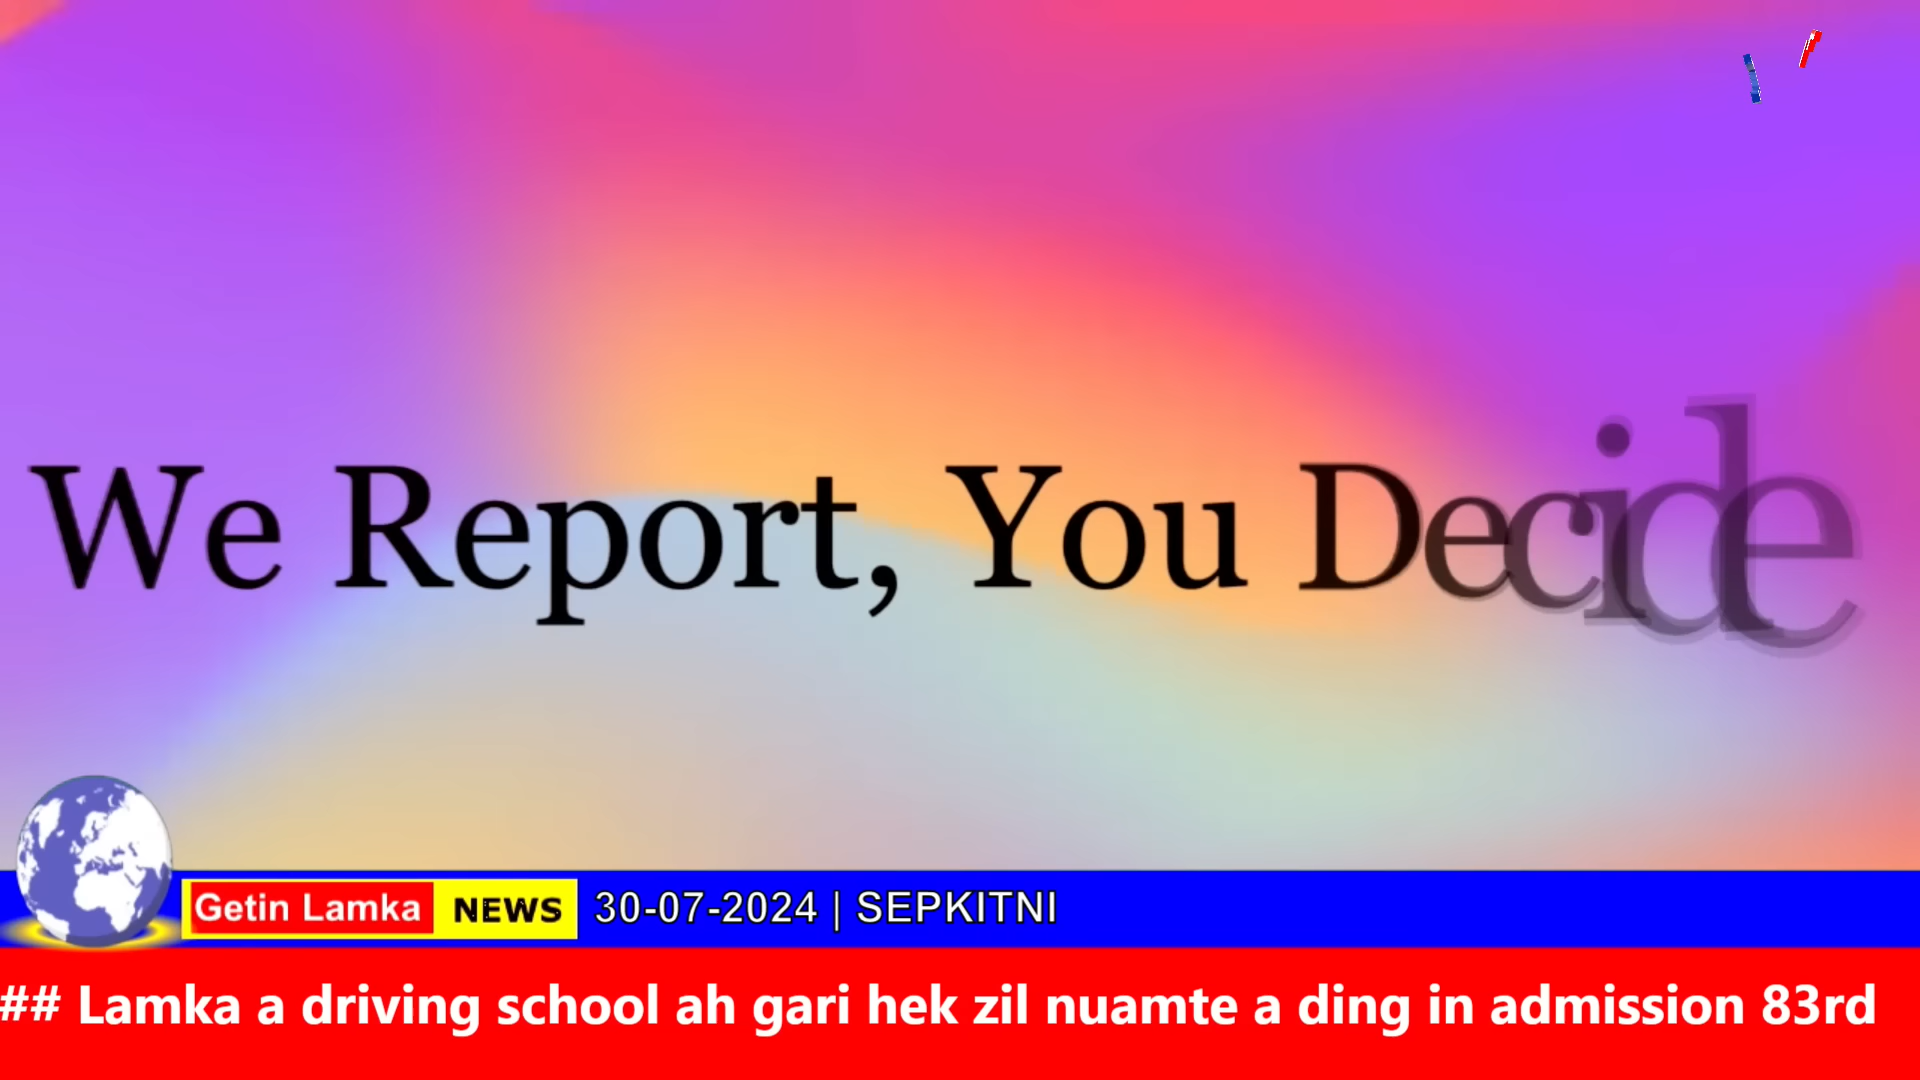 We Report, You Decide
Getin Lamka NEWS 30-07-2024 | SEPKITNI
## Lamka a driving school ah gari hek zil nuamte a ding in admission 83rd